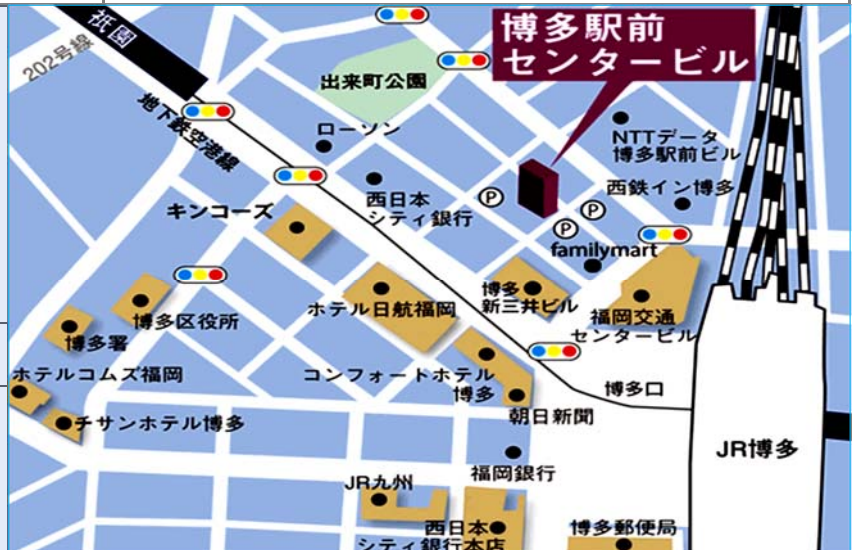 祇園
202号線
地下鉄空港線
出来町公園
博多駅前
センタービル
ローソン
NTTデータ
博多駅前ビル
西日本
シティ銀行
P
P
P
西鉄イン博多
キンコーズ
familymart
博多
新三井ビル
福岡交通
センタービル
ホテル日航福岡
博多区役所
博多署
ホテルコムズ福岡
コンフォートホテル
博多
朝日新聞
博多口
チサンホテル博多
JR博多
福岡銀行
JR九州
西日本
シティ銀行本店
博多郵便局